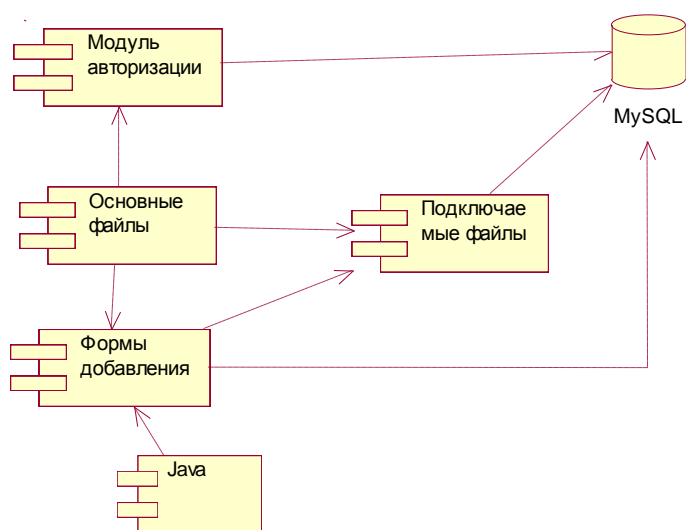 Модуль
авторизации
MySQL
Основные
файлы
Подключае
мые файлы
Формы
добавления
Java